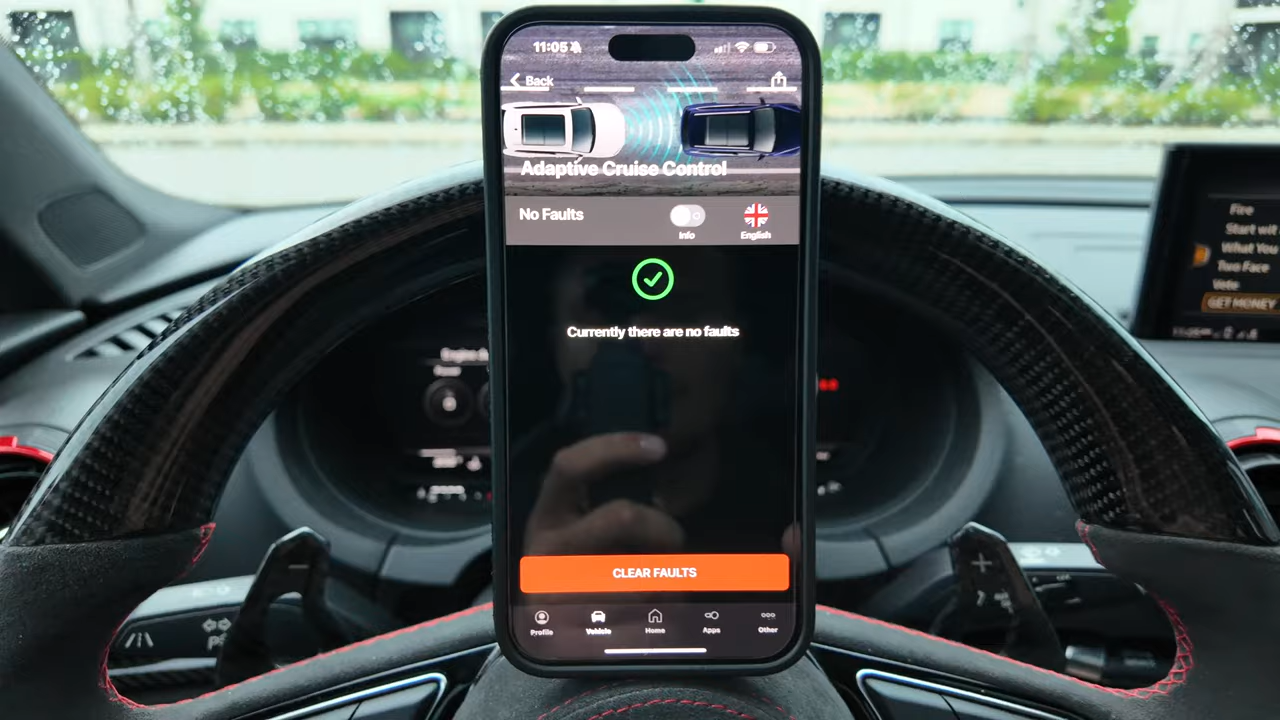 11:05
Back
Adaptive Cruise Control
No Faults
Info
English
Currently there are no faults
CLEAR FAULTS
Profile
Vehicle
Home
Apps
Other
Fire
What You
Two Face
Vote
GET MONEY